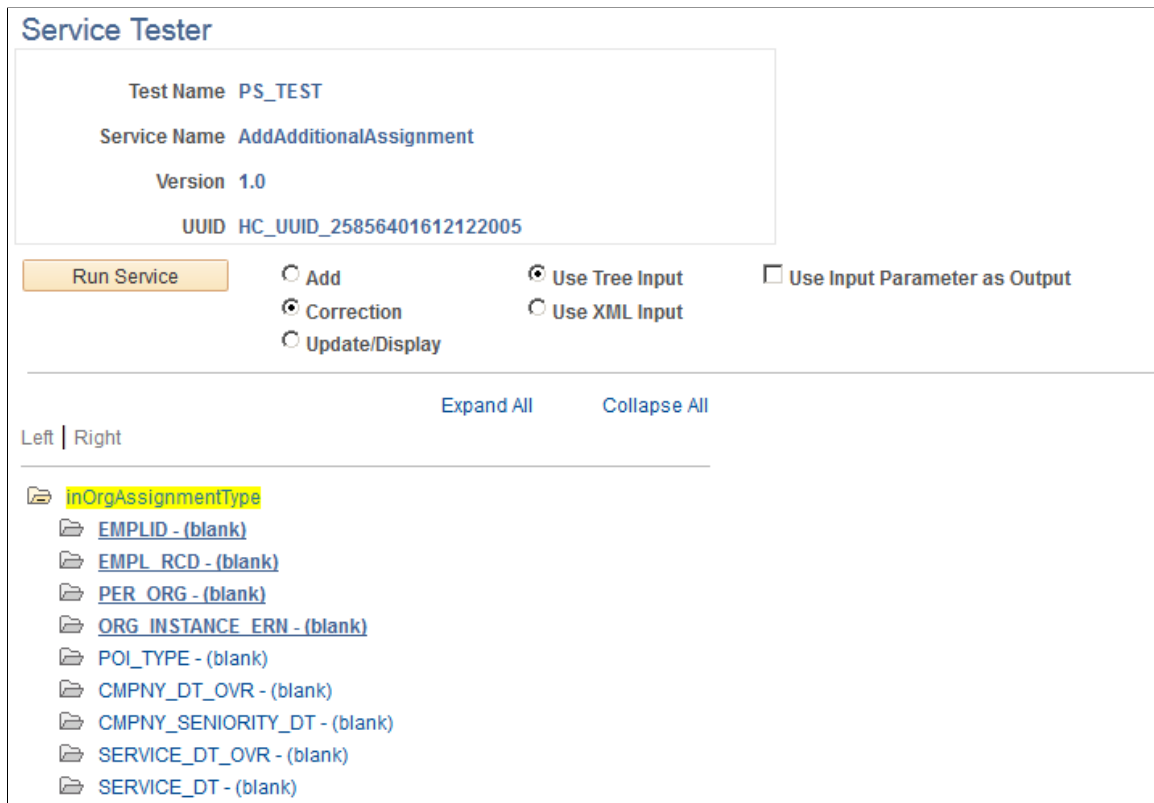 Service Tester
Test Name PS_TEST
Service Name AddAdditionalAssignment
Version 1.0
UUID HC_UUID_25856401612122005
Run Service Add Use Tree Input Use Input Parameter as Output
Correction Use XML Input
Update/Display
Expand All Collapse All
Left | Right
inOrgAssignmentType
EMPLID - (blank)
EMPL_RCD - (blank)
PER_ORG - (blank)
ORG_INSTANCE_ERN - (blank)
POI_TYPE - (blank)
CMPNY_DT_OVR - (blank)
CMPNY_SENIORITY_DT - (blank)
SERVICE_DT_OVR - (blank)
SERVICE_DT - (blank)